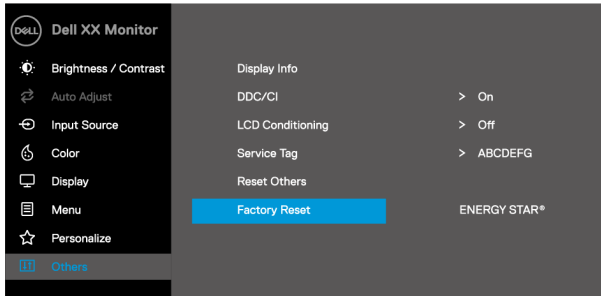 DELL Dell XX Monitor
Brightness / Contrast
Auto Adjust
Input Source
Color
Display
Menu
Personalize
Others
Display Info
DDC/CI > On
LCD Conditioning > Off
Service Tag > ABCDEFG
Reset Others
Factory Reset ENERGY STAR®